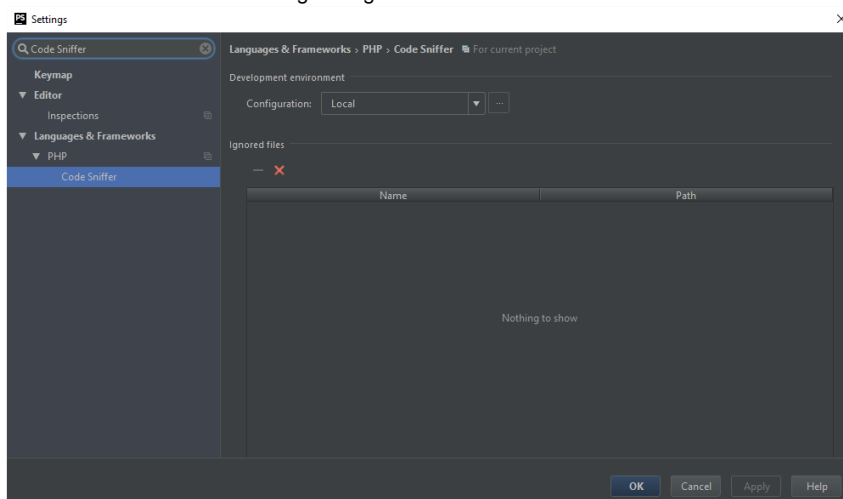 PS Settings
Code Sniffer
Keymap
Editor
Inspections
Languages & Frameworks
PHP
Code Sniffer
Languages & Frameworks › PHP › Code Sniffer For current project
Development environment
Configuration: Local ...
Ignored files
Name Path
Nothing to show
OK Cancel Apply Help